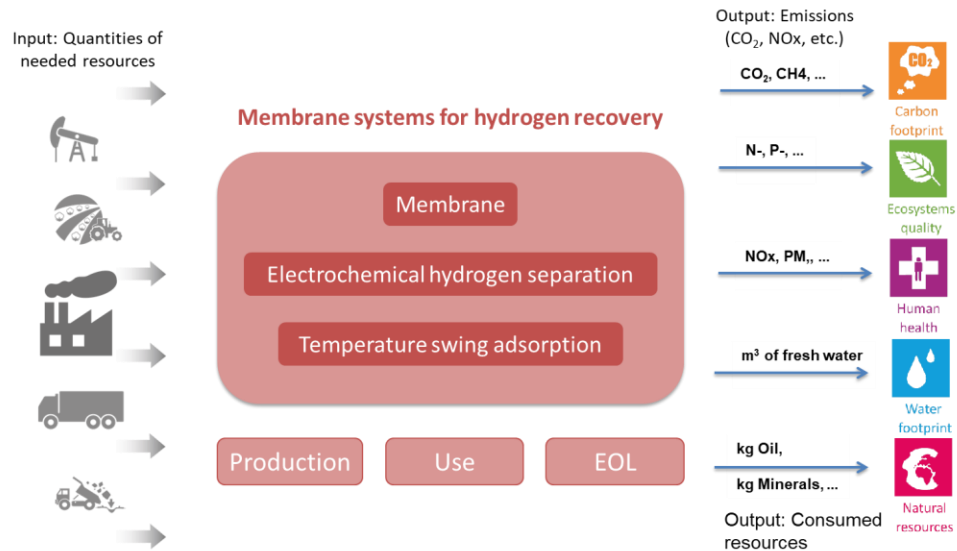 Input: Quantities of
needed resources
Membrane systems for hydrogen recovery
Membrane
Electrochemical hydrogen separation
Temperature swing adsorption
Production
Use
EOL
Output: Emissions
(CO₂, NOx, etc.)
CO₂, CH4, ...
CO₂
Carbon
footprint
N-, P-, ...
Ecosystems
quality
NOx, PM,, ...
Human
health
m³ of fresh water
Water
footprint
kg Oil,
kg Minerals, ...
Natural
resources
Output: Consumed
resources